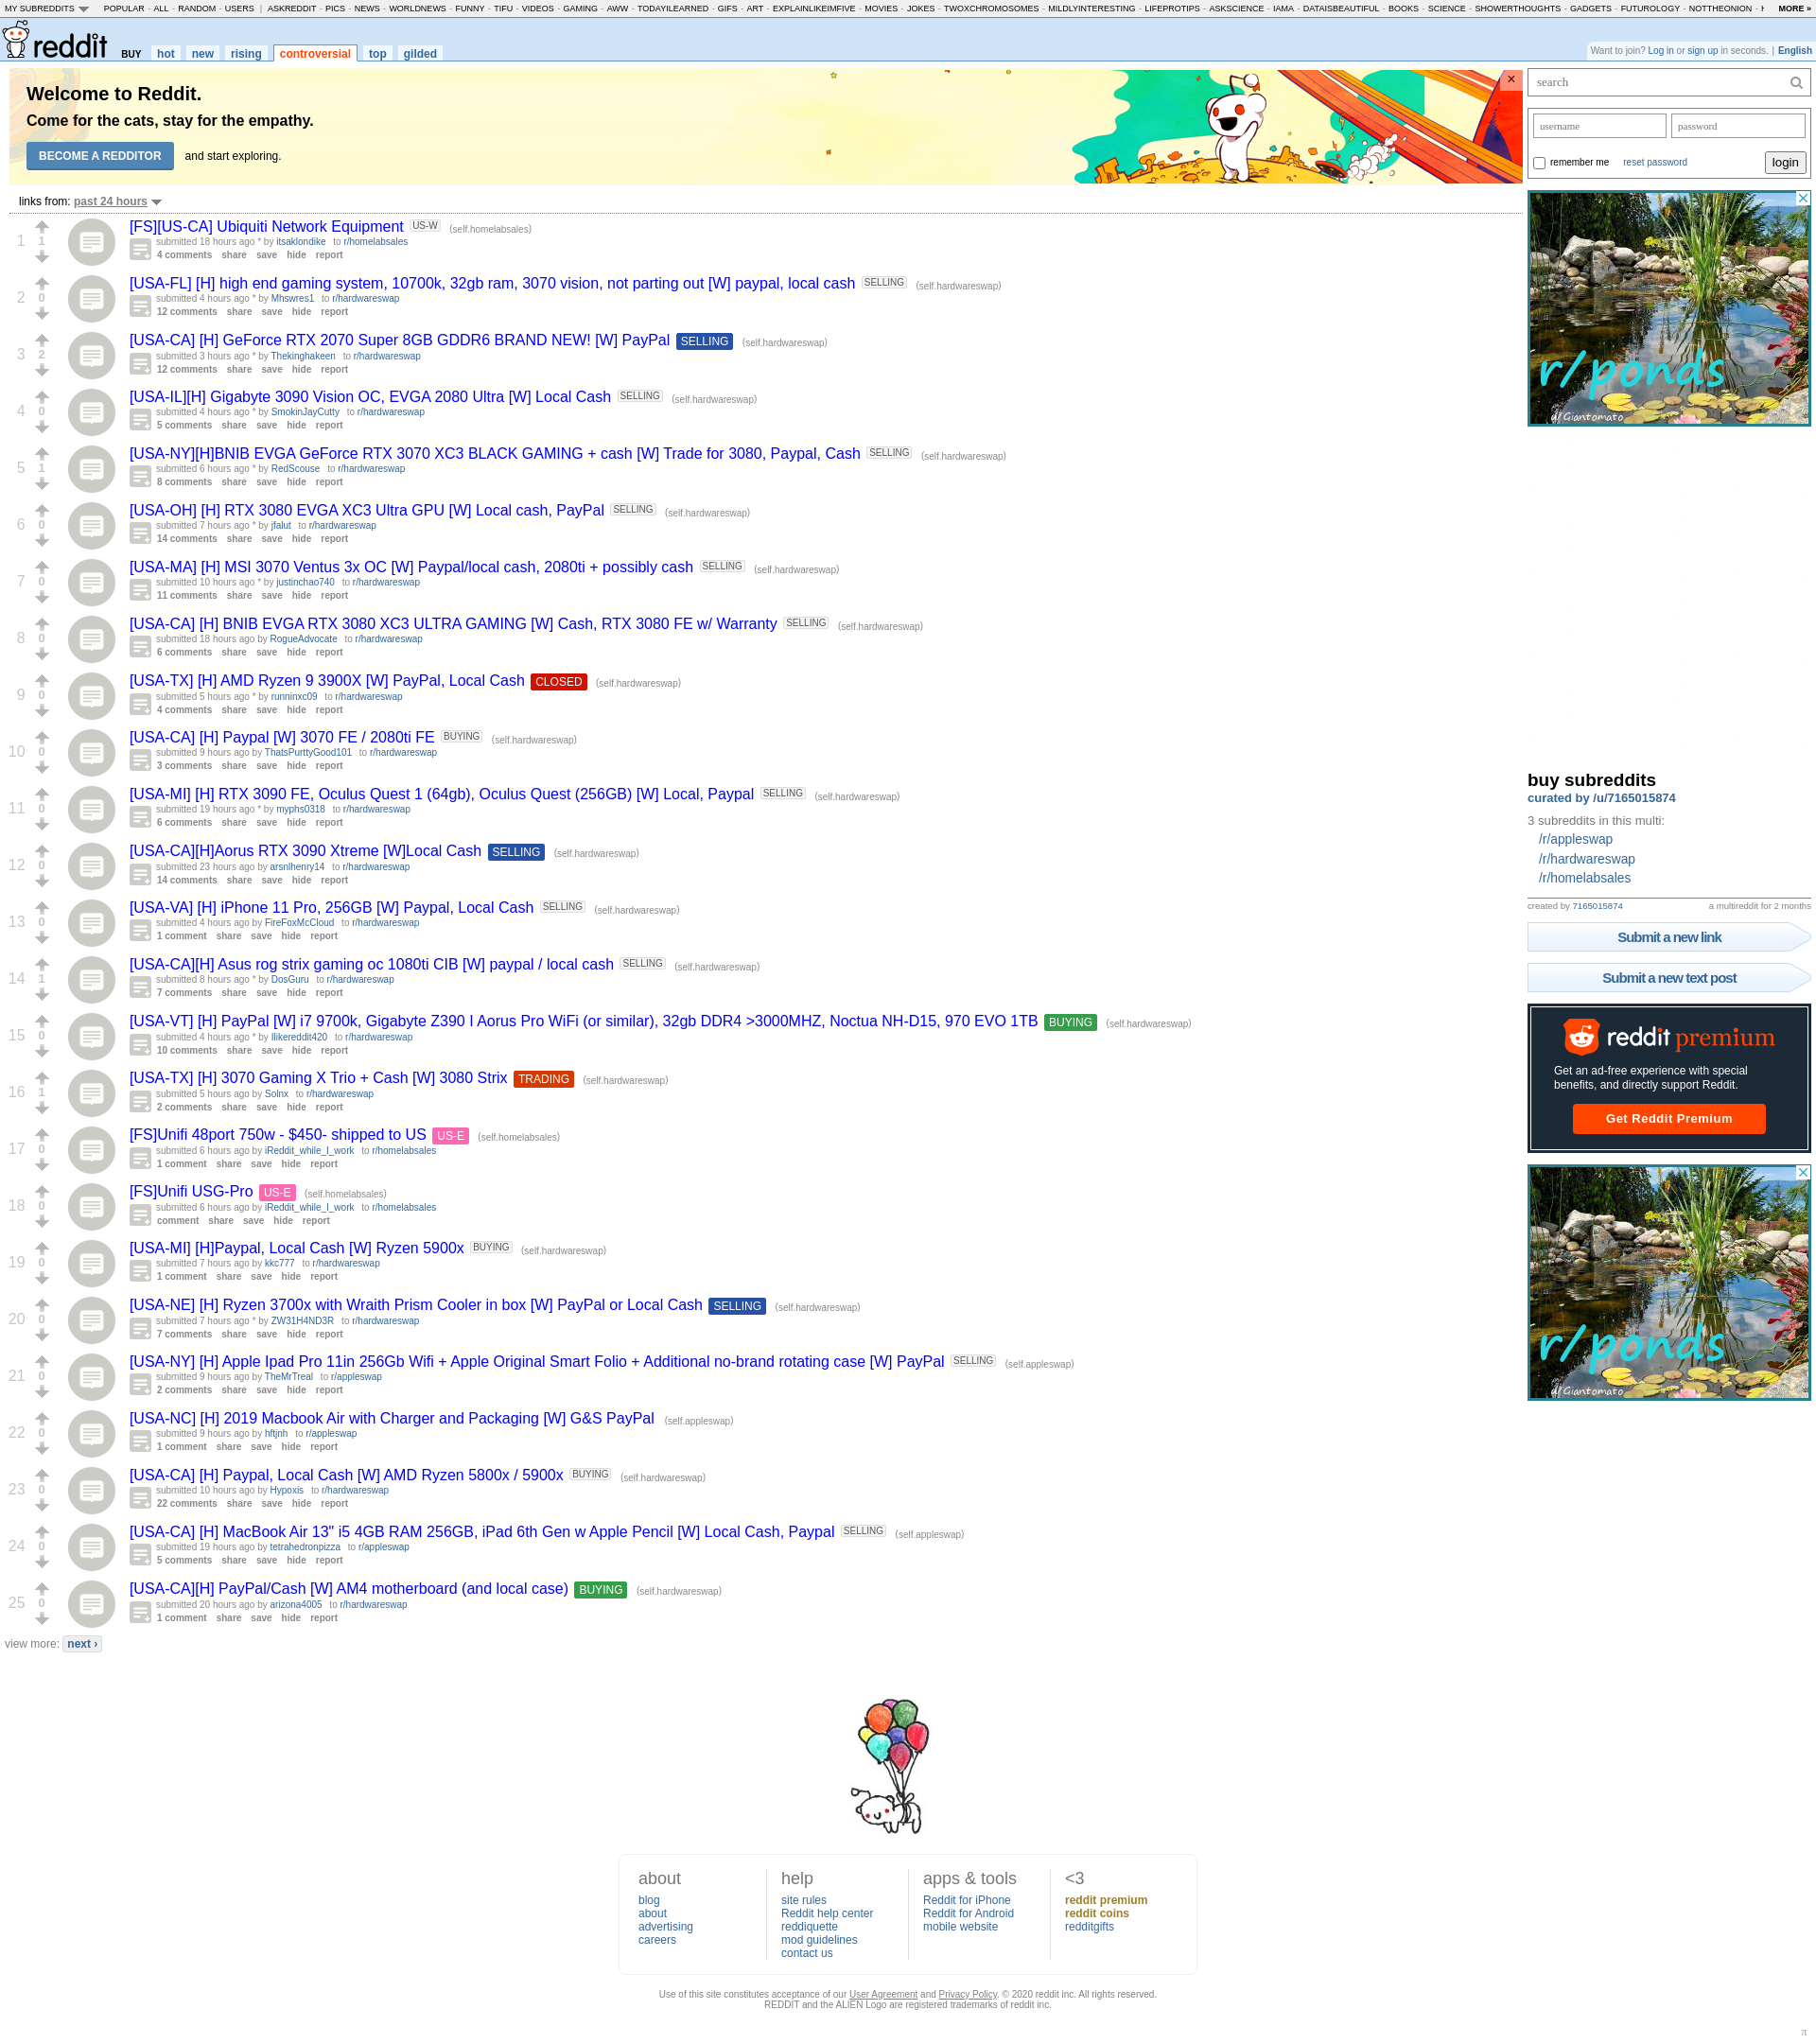 MY SUBREDDITS POPULAR - ALL - RANDOM - USERS | ASKREDDIT - PICS - NEWS - WORLDNEWS - FUNNY - TIFU - VIDEOS - GAMING - AWW - TODAYILEARNED - GIFS - ART - EXPLAINLIKEIMFIVE - MOVIES - JOKES - TWOXCHROMOSOMES - MILDLYINTERESTING - LIFEPROTIPS - ASKSCIENCE - IAMA - DATAISBEAUTIFUL - BOOKS - SCIENCE - SHOWERTHOUGHTS - GADGETS - FUTUROLOGY - NOTTHEONION - MORE »
reddit BUY hot new rising controversial top gilded
Want to join? Log in or sign up in seconds. | English
Welcome to Reddit.
Come for the cats, stay for the empathy.
BECOME A REDDITOR and start exploring.
×
search
username password
remember me reset password login
links from: past 24 hours
1 1 [FS][US-CA] Ubiquiti Network Equipment US-W (self.homelabsales)
submitted 18 hours ago * by itsaklondike to r/homelabsales
4 comments share save hide report
2 0 [USA-FL] [H] high end gaming system, 10700k, 32gb ram, 3070 vision, not parting out [W] paypal, local cash SELLING (self.hardwareswap)
submitted 4 hours ago * by Mhswres1 to r/hardwareswap
12 comments share save hide report
3 2 [USA-CA] [H] GeForce RTX 2070 Super 8GB GDDR6 BRAND NEW! [W] PayPal SELLING (self.hardwareswap)
submitted 3 hours ago * by Thekinghakeen to r/hardwareswap
12 comments share save hide report
4 0 [USA-IL][H] Gigabyte 3090 Vision OC, EVGA 2080 Ultra [W] Local Cash SELLING (self.hardwareswap)
submitted 4 hours ago * by SmokinJayCutty to r/hardwareswap
5 comments share save hide report
5 1 [USA-NY][H]BNIB EVGA GeForce RTX 3070 XC3 BLACK GAMING + cash [W] Trade for 3080, Paypal, Cash SELLING (self.hardwareswap)
submitted 6 hours ago * by RedScouse to r/hardwareswap
8 comments share save hide report
6 0 [USA-OH] [H] RTX 3080 EVGA XC3 Ultra GPU [W] Local cash, PayPal SELLING (self.hardwareswap)
submitted 7 hours ago * by jfalut to r/hardwareswap
14 comments share save hide report
7 0 [USA-MA] [H] MSI 3070 Ventus 3x OC [W] Paypal/local cash, 2080ti + possibly cash SELLING (self.hardwareswap)
submitted 10 hours ago * by justinchao740 to r/hardwareswap
11 comments share save hide report
8 0 [USA-CA] [H] BNIB EVGA RTX 3080 XC3 ULTRA GAMING [W] Cash, RTX 3080 FE w/ Warranty SELLING (self.hardwareswap)
submitted 18 hours ago by RogueAdvocate to r/hardwareswap
6 comments share save hide report
9 0 [USA-TX] [H] AMD Ryzen 9 3900X [W] PayPal, Local Cash CLOSED (self.hardwareswap)
submitted 5 hours ago * by runninxc09 to r/hardwareswap
4 comments share save hide report
10 0 [USA-CA] [H] Paypal [W] 3070 FE / 2080ti FE BUYING (self.hardwareswap)
submitted 9 hours ago by ThatsPurttyGood101 to r/hardwareswap
3 comments share save hide report
11 0 [USA-MI] [H] RTX 3090 FE, Oculus Quest 1 (64gb), Oculus Quest (256GB) [W] Local, Paypal SELLING (self.hardwareswap)
submitted 19 hours ago * by myphs0318 to r/hardwareswap
6 comments share save hide report
12 0 [USA-CA][H]Aorus RTX 3090 Xtreme [W]Local Cash SELLING (self.hardwareswap)
submitted 23 hours ago by arsnlhenry14 to r/hardwareswap
14 comments share save hide report
13 0 [USA-VA] [H] iPhone 11 Pro, 256GB [W] Paypal, Local Cash SELLING (self.hardwareswap)
submitted 4 hours ago by FireFoxMcCloud to r/hardwareswap
1 comment share save hide report
14 1 [USA-CA][H] Asus rog strix gaming oc 1080ti CIB [W] paypal / local cash SELLING (self.hardwareswap)
submitted 8 hours ago * by DosGuru to r/hardwareswap
7 comments share save hide report
15 0 [USA-VT] [H] PayPal [W] i7 9700k, Gigabyte Z390 I Aorus Pro WiFi (or similar), 32gb DDR4 >3000MHZ, Noctua NH-D15, 970 EVO 1TB BUYING (self.hardwareswap)
submitted 4 hours ago * by Ilikereddit420 to r/hardwareswap
10 comments share save hide report
16 1 [USA-TX] [H] 3070 Gaming X Trio + Cash [W] 3080 Strix TRADING (self.hardwareswap)
submitted 5 hours ago by Solnx to r/hardwareswap
2 comments share save hide report
17 0 [FS]Unifi 48port 750w - $450- shipped to US US-E (self.homelabsales)
submitted 6 hours ago by iReddit_while_I_work to r/homelabsales
1 comment share save hide report
18 0 [FS]Unifi USG-Pro US-E (self.homelabsales)
submitted 6 hours ago by iReddit_while_I_work to r/homelabsales
comment share save hide report
19 0 [USA-MI] [H]Paypal, Local Cash [W] Ryzen 5900x BUYING (self.hardwareswap)
submitted 7 hours ago by kkc777 to r/hardwareswap
1 comment share save hide report
20 0 [USA-NE] [H] Ryzen 3700x with Wraith Prism Cooler in box [W] PayPal or Local Cash SELLING (self.hardwareswap)
submitted 7 hours ago * by ZW31H4ND3R to r/hardwareswap
7 comments share save hide report
21 0 [USA-NY] [H] Apple Ipad Pro 11in 256Gb Wifi + Apple Original Smart Folio + Additional no-brand rotating case [W] PayPal SELLING (self.appleswap)
submitted 9 hours ago by TheMrTreal to r/appleswap
2 comments share save hide report
22 0 [USA-NC] [H] 2019 Macbook Air with Charger and Packaging [W] G&S PayPal (self.appleswap)
submitted 9 hours ago by hftjnh to r/appleswap
1 comment share save hide report
23 0 [USA-CA] [H] Paypal, Local Cash [W] AMD Ryzen 5800x / 5900x BUYING (self.hardwareswap)
submitted 10 hours ago by Hypoxis to r/hardwareswap
22 comments share save hide report
24 0 [USA-CA] [H] MacBook Air 13" i5 4GB RAM 256GB, iPad 6th Gen w Apple Pencil [W] Local Cash, Paypal SELLING (self.appleswap)
submitted 19 hours ago by tetrahedronpizza to r/appleswap
5 comments share save hide report
25 0 [USA-CA][H] PayPal/Cash [W] AM4 motherboard (and local case) BUYING (self.hardwareswap)
submitted 20 hours ago by arizona4005 to r/hardwareswap
1 comment share save hide report
view more: next ›
r/ponds
u/Giantomato
buy subreddits
curated by /u/7165015874
3 subreddits in this multi:
/r/appleswap
/r/hardwareswap
/r/homelabsales
created by 7165015874 a multireddit for 2 months
Submit a new link
Submit a new text post
reddit premium
Get an ad-free experience with special
benefits, and directly support Reddit.
Get Reddit Premium
r/ponds
u/Giantomato
about
blog
about
advertising
careers
help
site rules
Reddit help center
reddiquette
mod guidelines
contact us
apps & tools
Reddit for iPhone
Reddit for Android
mobile website
<3
reddit premium
reddit coins
redditgifts
Use of this site constitutes acceptance of our User Agreement and Privacy Policy. © 2020 reddit inc. All rights reserved.
REDDIT and the ALIEN Logo are registered trademarks of reddit inc.
π